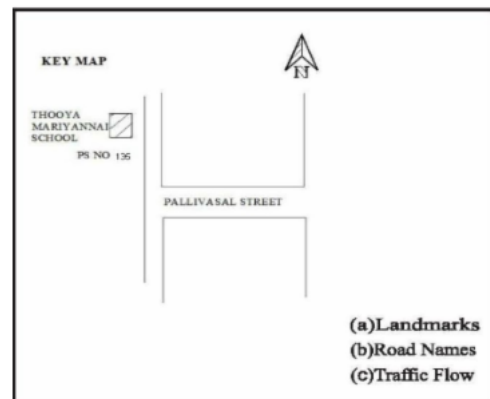 N
KEY MAP
THOOYA
MARIYANNAI
SCHOOL
PS NO 136
PALLIVASAL STREET
(a)Landmarks
(b)Road Names
(c)Traffic Flow